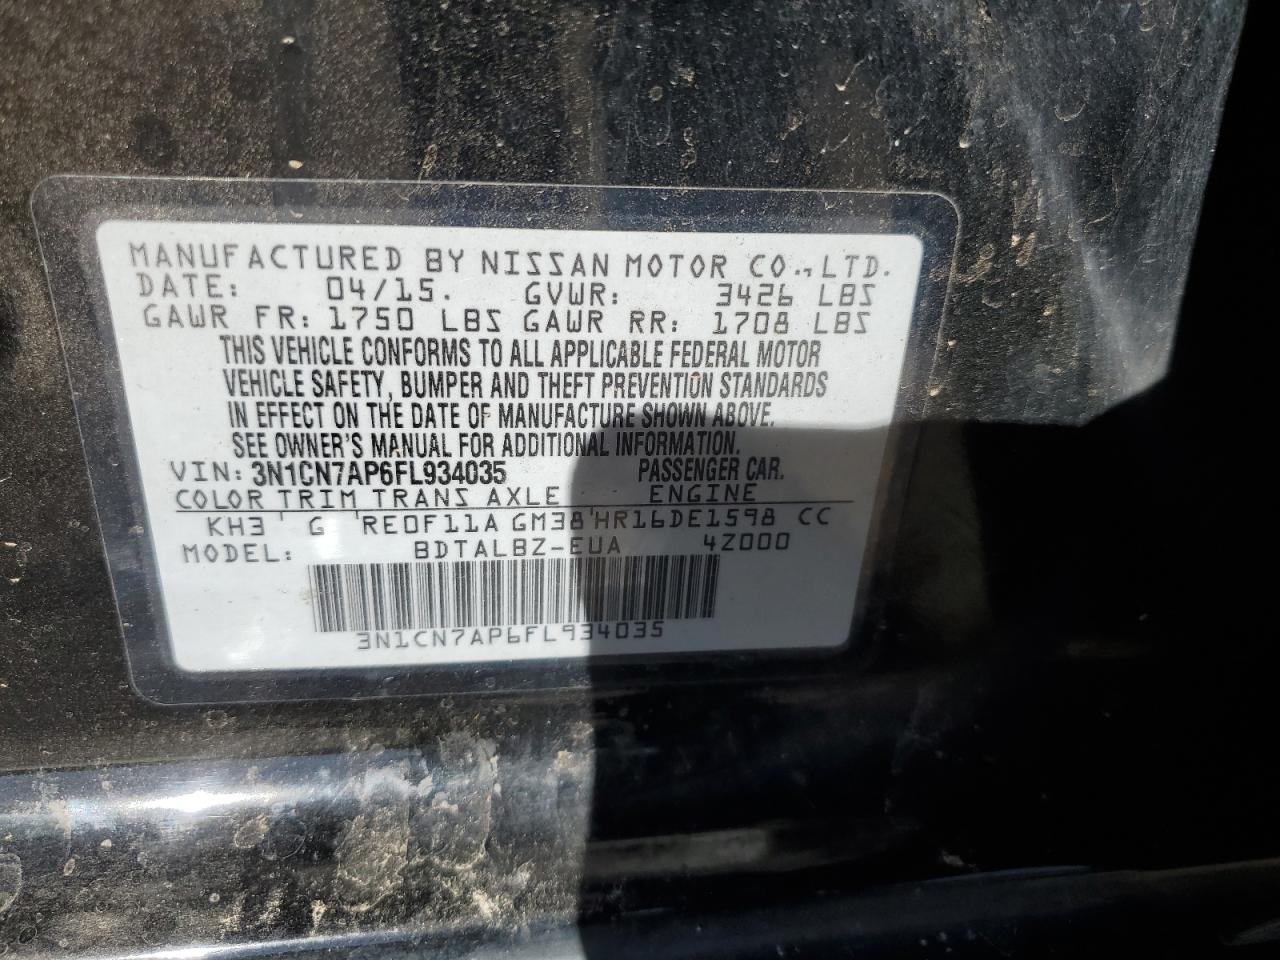 MANUFACTURED BY NISSAN MOTOR CO., LTD.
DATE: 04/15. GVWR: 3426 LBS
GAWR FR: 1750 LBS GAWR RR: 1708 LBS
THIS VEHICLE CONFORMS TO ALL APPLICABLE FEDERAL MOTOR
VEHICLE SAFETY, BUMPER AND THEFT PREVENTION STANDARDS
IN EFFECT ON THE DATE OF MANUFACTURE SHOWN ABOVE.
SEE OWNER'S MANUAL FOR ADDITIONAL INFORMATION.
VIN: 3N1CN7AP6FL934035 PASSENGER CAR.
COLOR TRIM TRANS AXLE ENGINE
KH3 G RE0F11A GM38 HR16DE1598 CC
MODEL: BDTALBZ-EUA 4Z000
3N1CN7AP6FL934035